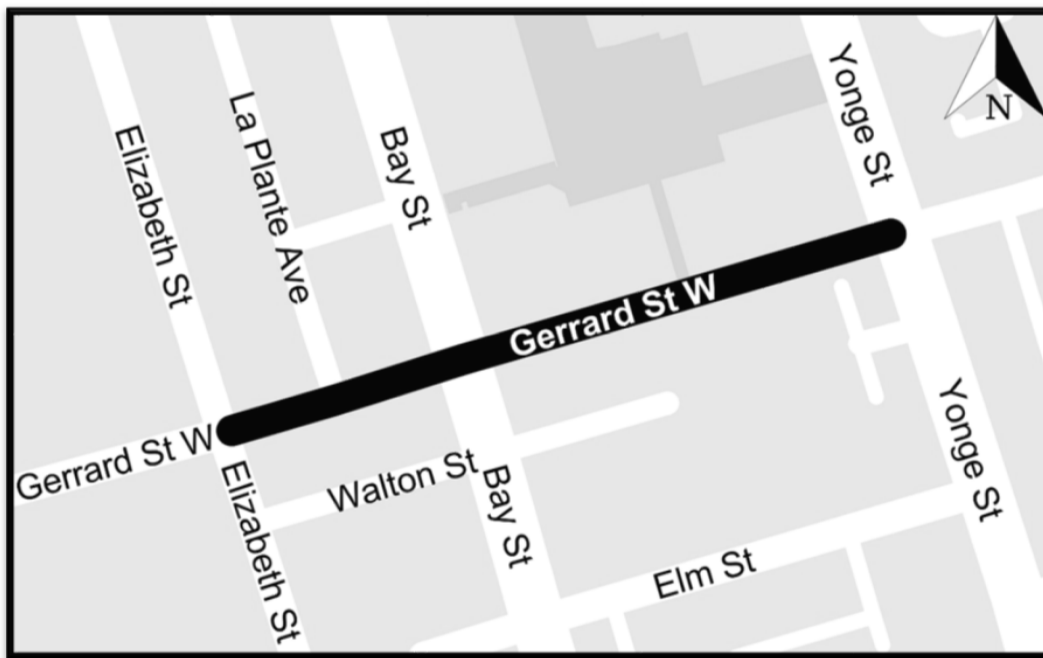 Yonge St
N
La Plante Ave
Elizabeth St
Bay St
Gerrard St W
Gerrard St W
Yonge St
Walton St
Elizabeth St
Bay St
Elm St